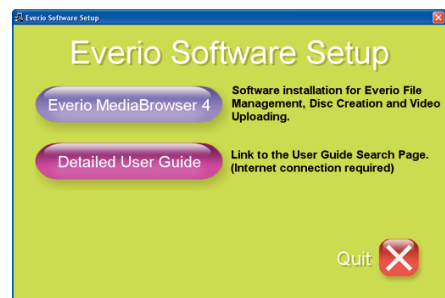 Everio Software Setup
Everio Software Setup
Everio MediaBrowser 4
Software installation for Everio File
Management, Disc Creation and Video
Uploading.
Detailed User Guide
Link to the User Guide Search Page.
(Internet connection required)
Quit